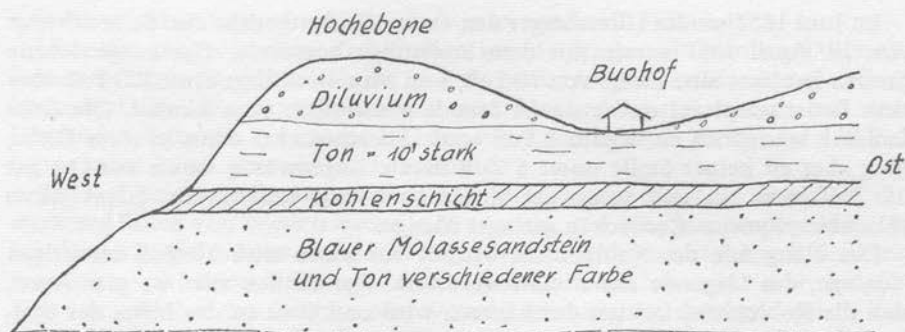 Hochebene
Buohof
Diluvium
Ton = 10' stark
West
Ost
Kohlenschicht
Blauer Molassesandstein
und Ton verschiedener Farbe